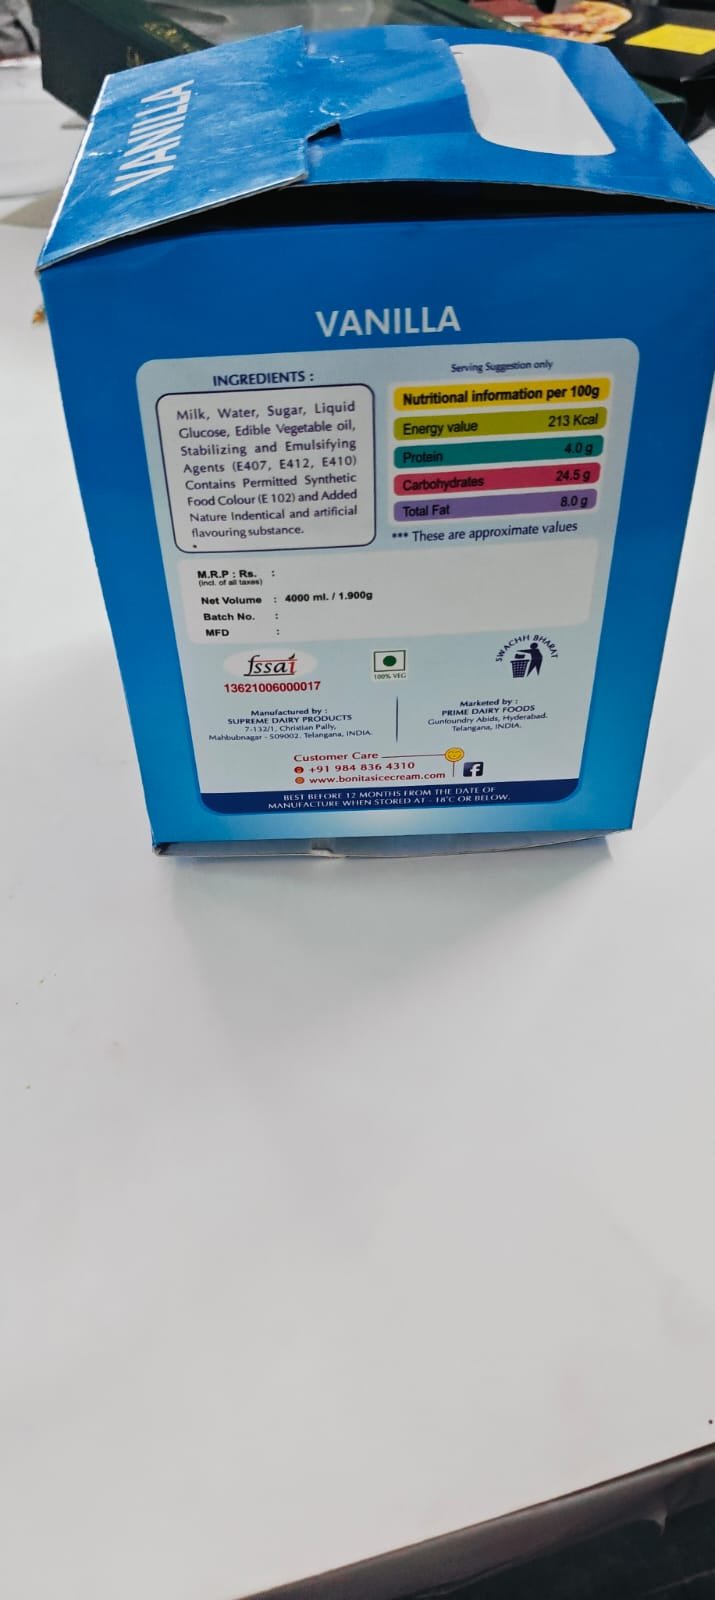 VANILLA
VANILLA
INGREDIENTS :
Milk, Water, Sugar, Liquid
Glucose, Edible Vegetable oil,
Stabilizing and Emulsifying
Agents (E407, E412, E410)
Contains Permitted Synthetic
Food Colour (E 102) and Added
Nature Indentical and artificial
flavouring substance.
Serving Suggestion only
Nutritional information per 100g
Energy value 213 Kcal
Protein 4.0 g
Carbohydrates 24.5 g
Total Fat 8.0 g
*** These are approximate values
M.R.P : Rs. :
(incl. of all taxes)
Net Volume : 4000 ml. / 1.900g
Batch No. :
MFD :
fssai
13621006000017
100% VEG
SWACHH BHARAT
Manufactured by :
SUPREME DAIRY PRODUCTS
7-132/1, Christian Pally,
Mahbubnagar - 509002. Telangana, INDIA.
Marketed by :
PRIME DAIRY FOODS
Gunfoundry Abids, Hyderabad.
Telangana, INDIA.
Customer Care
+91 984 836 4310
www.bonitasicecream.com
f
BEST BEFORE 12 MONTHS FROM THE DATE OF
MANUFACTURE WHEN STORED AT - 18°C OR BELOW.